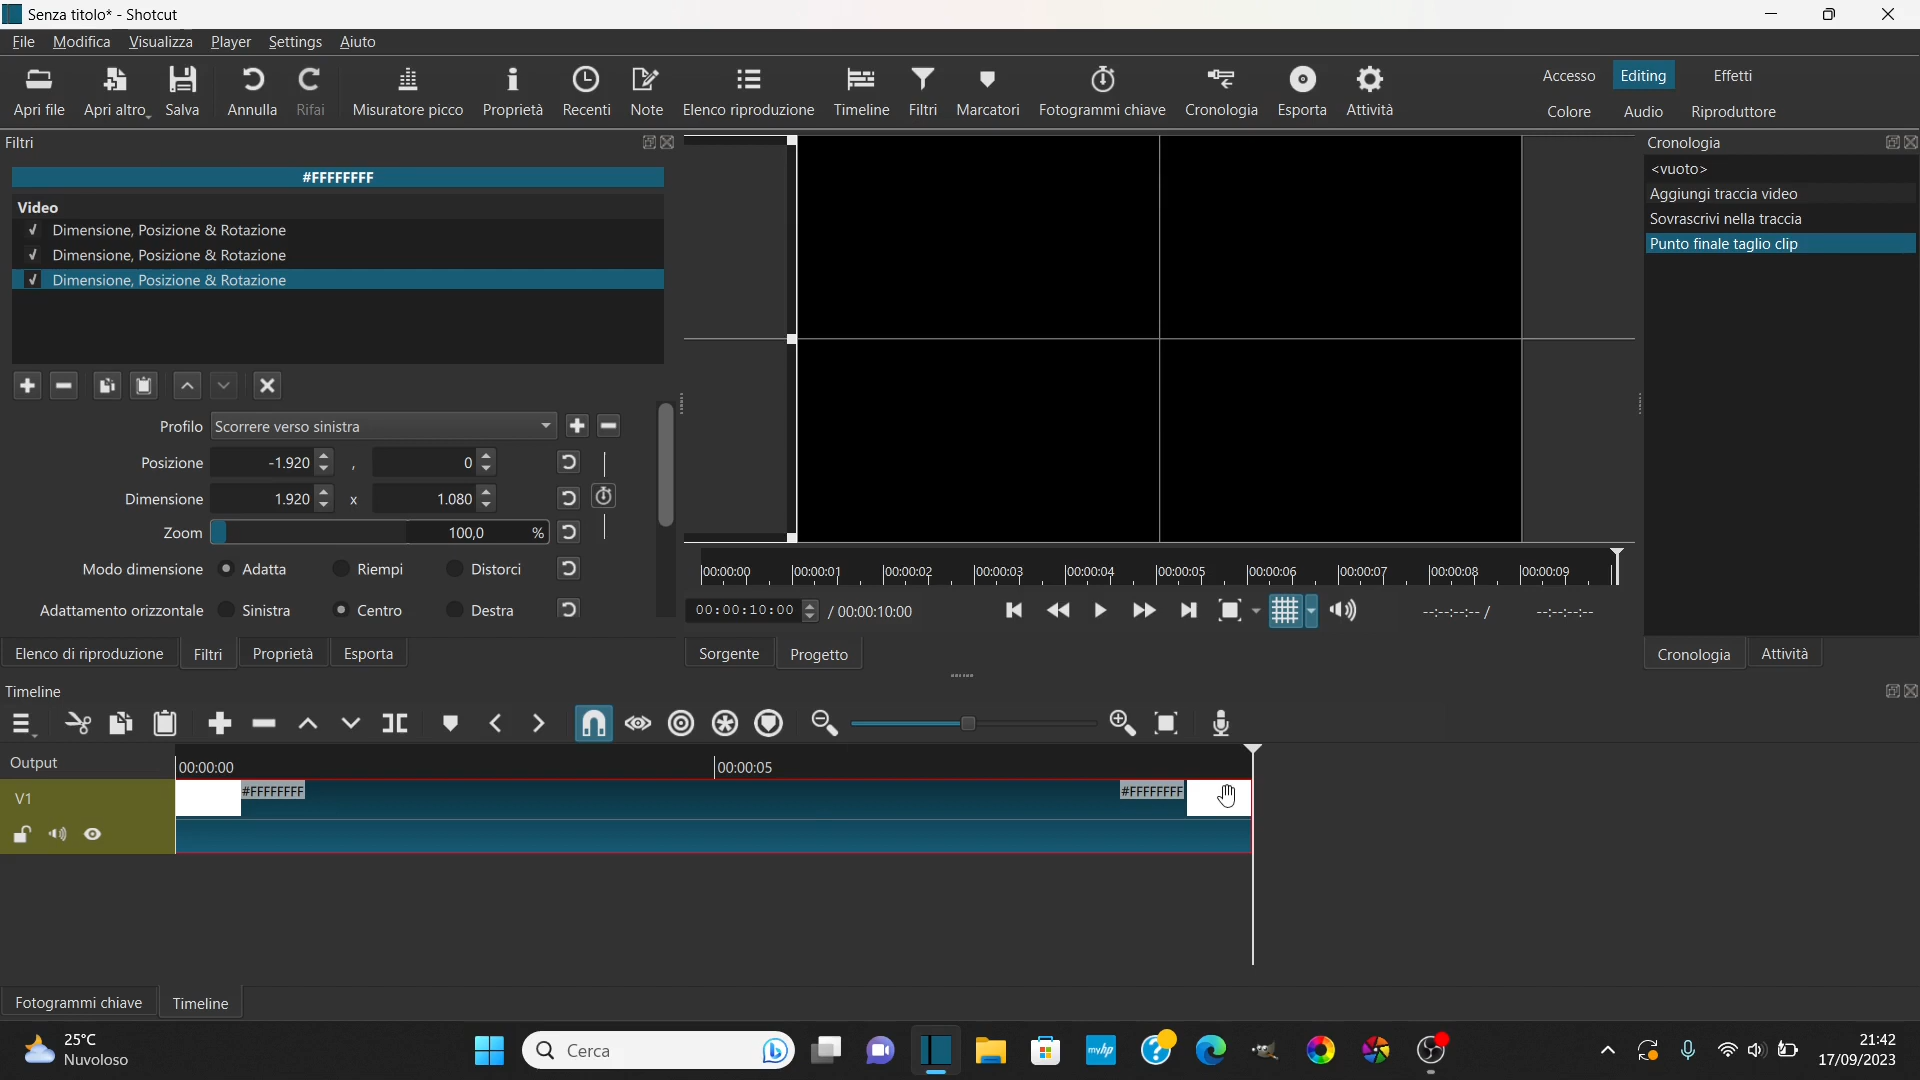 Senza titolo* - Shotcut
File Modifica Visualizza Player Settings Aiuto
Apri file Apri altro Salva Annulla Rifai Misuratore picco Proprietà Recenti Note Elenco riproduzione Timeline Filtri Marcatori Fotogrammi chiave Cronologia Esporta Attività
Accesso Editing Effetti
Colore Audio Riproduttore
Filtri
#FFFFFFFF
Video
Dimensione, Posizione & Rotazione
Dimensione, Posizione & Rotazione
Dimensione, Posizione & Rotazione
Profilo Scorrere verso sinistra
Posizione -1.920 , 0
Dimensione 1.920 x 1.080
Zoom 100,0 %
Modo dimensione Adatta Riempi Distorci
Adattamento orizzontale Sinistra Centro Destra
Elenco di riproduzione Filtri Proprietà Esporta
00:00:00 00:00:01 00:00:02 00:00:03 00:00:04 00:00:05 00:00:06 00:00:07 00:00:08 00:00:09
00:00:10:00 / 00:00:10:00
--:--:--:-- / --:--:--:--
Sorgente Progetto
Cronologia
<vuoto>
Aggiungi traccia video
Sovrascrivi nella traccia
Punto finale taglio clip
Cronologia Attività
Timeline
Output
00:00:00 00:00:05
V1
#FFFFFFFF #FFFFFFFF
Fotogrammi chiave Timeline
25°C
Nuvoloso
Cerca
myhp
21:42
17/09/2023